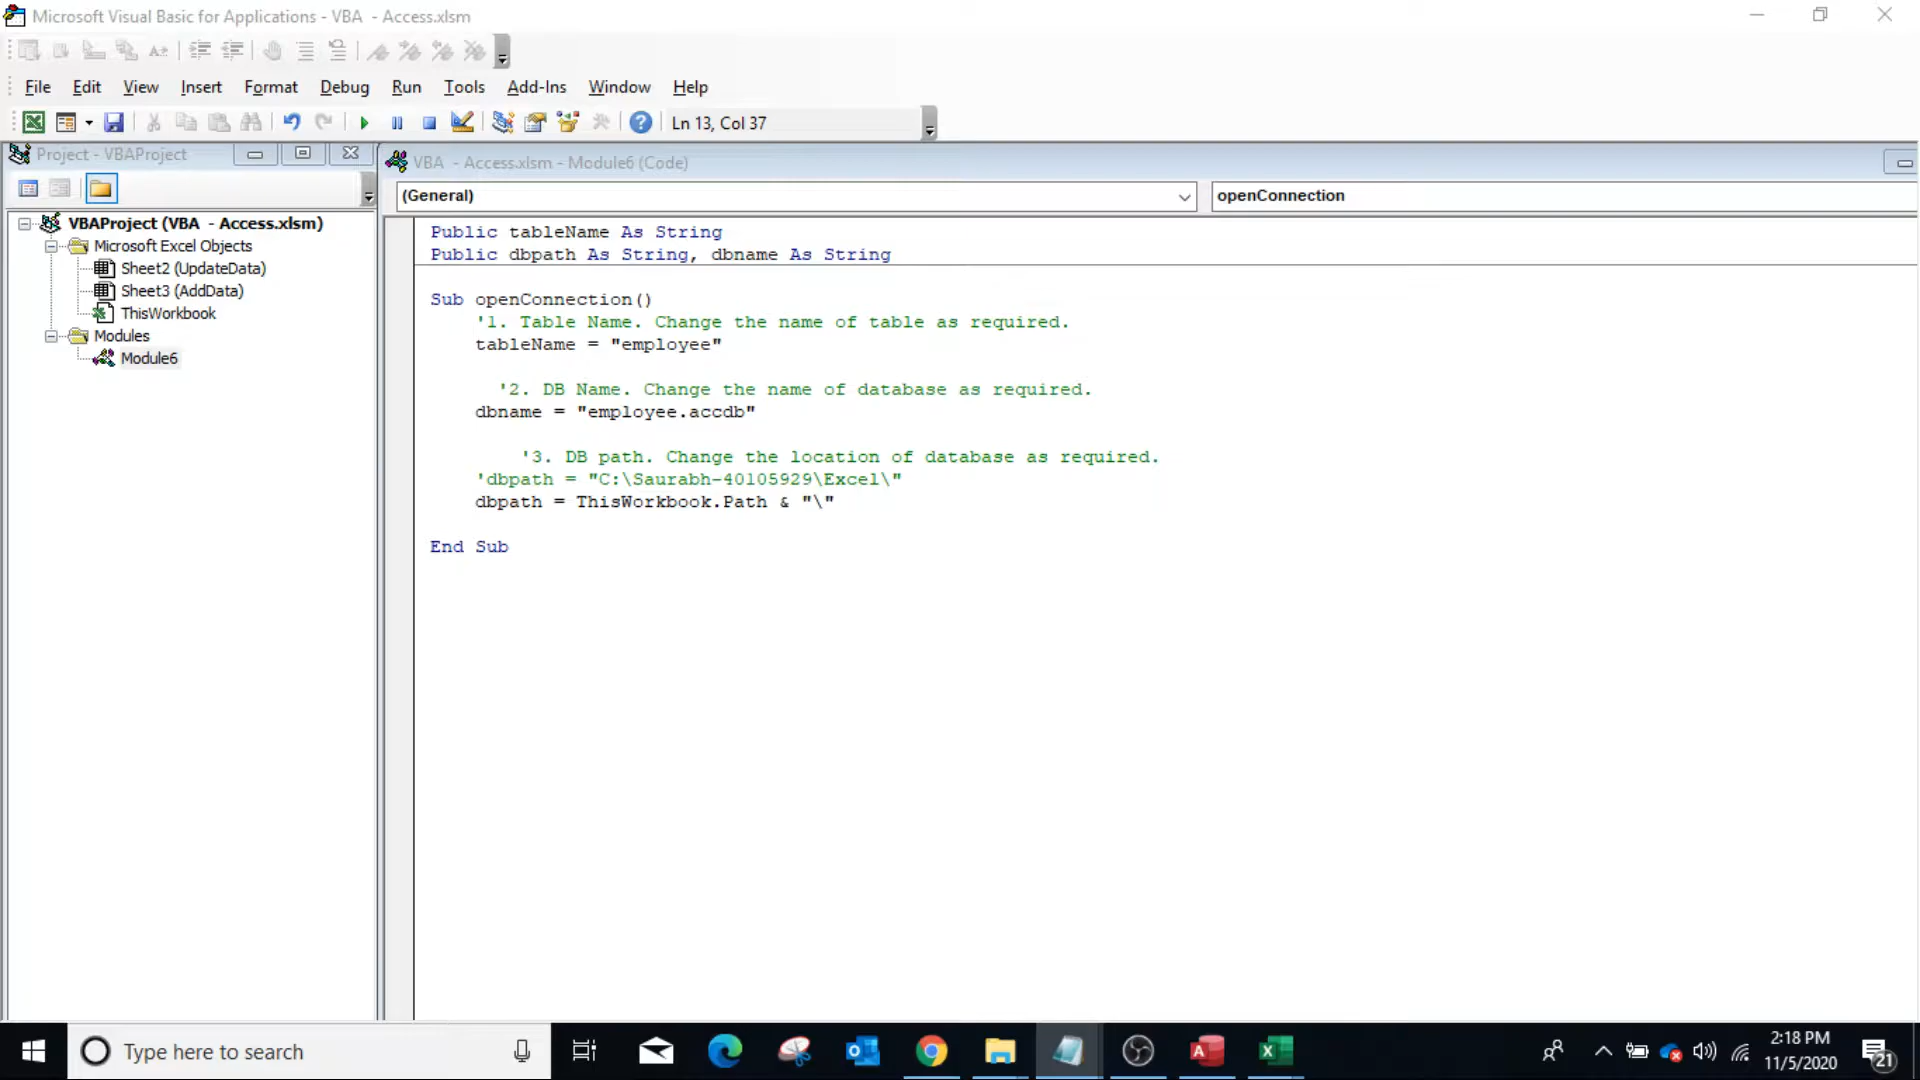 Microsoft Visual Basic for Applications - VBA  - Access.xlsm
File Edit View Insert Format Debug Run Tools Add-Ins Window Help
Ln 13, Col 37
Project - VBAProject
VBAProject (VBA  - Access.xlsm)
Microsoft Excel Objects
Sheet2 (UpdateData)
Sheet3 (AddData)
ThisWorkbook
Modules
Module6
VBA  - Access.xlsm - Module6 (Code)
(General)
openConnection
Public tableName As String
Public dbpath As String, dbname As String
Sub openConnection()
'1. Table Name. Change the name of table as required.
tableName = "employee"
'2. DB Name. Change the name of database as required.
dbname = "employee.accdb"
'3. DB path. Change the location of database as required.
'dbpath = "C:\Saurabh-40105929\Excel\"
dbpath = ThisWorkbook.Path & "\"
End Sub
Type here to search
2:18 PM
11/5/2020
21